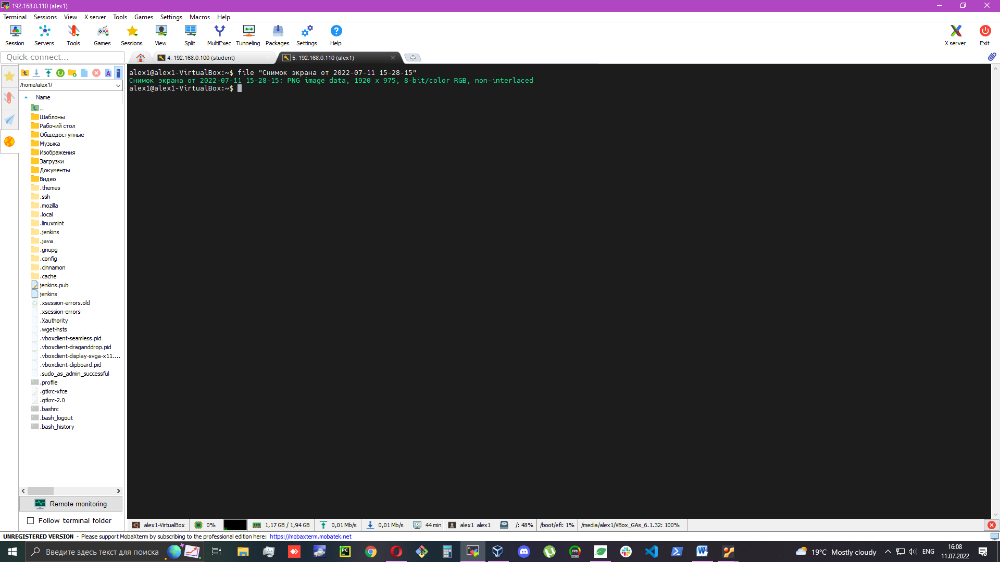 192.168.0.110 (alex1)
Terminal Sessions View X server Tools Games Settings Macros Help
Session Servers Tools Games Sessions View Split MultiExec Tunneling Packages Settings Help X server Exit
Quick connect...
4. 192.168.0.100 (student)
5. 192.168.0.110 (alex1)
/home/alex1/
Name
..
Шаблоны
Рабочий стол
Общедоступные
Музыка
Изображения
Загрузки
Документы
Видео
.themes
.ssh
.mozilla
.local
.linuxmint
.jenkins
.java
.gnupg
.config
.cinnamon
.cache
jenkins.pub
jenkins
.xsession-errors.old
.xsession-errors
.Xauthority
.wget-hsts
.vboxclient-seamless.pid
.vboxclient-draganddrop.pid
.vboxclient-display-svga-x11....
.vboxclient-clipboard.pid
.sudo_as_admin_successful
.profile
.gtkrc-xfce
.gtkrc-2.0
.bashrc
.bash_logout
.bash_history
Remote monitoring
Follow terminal folder
alex1@alex1-VirtualBox:~$ file "Снимок экрана от 2022-07-11 15-28-15"
Снимок экрана от 2022-07-11 15-28-15: PNG image data, 1920 x 975, 8-bit/color RGB, non-interlaced
alex1@alex1-VirtualBox:~$
alex1-VirtualBox 0% 1,17 GB / 1,94 GB 0,01 Mb/s 0,01 Mb/s 44 min alex1 alex1 /: 48% /boot/efi: 1% /media/alex1/VBox_GAs_6.1.32: 100%
UNREGISTERED VERSION - Please support MobaXterm by subscribing to the professional edition here: https://mobaxterm.mobatek.net
Введите здесь текст для поиска
19°C Mostly cloudy
ENG
16:08
11.07.2022